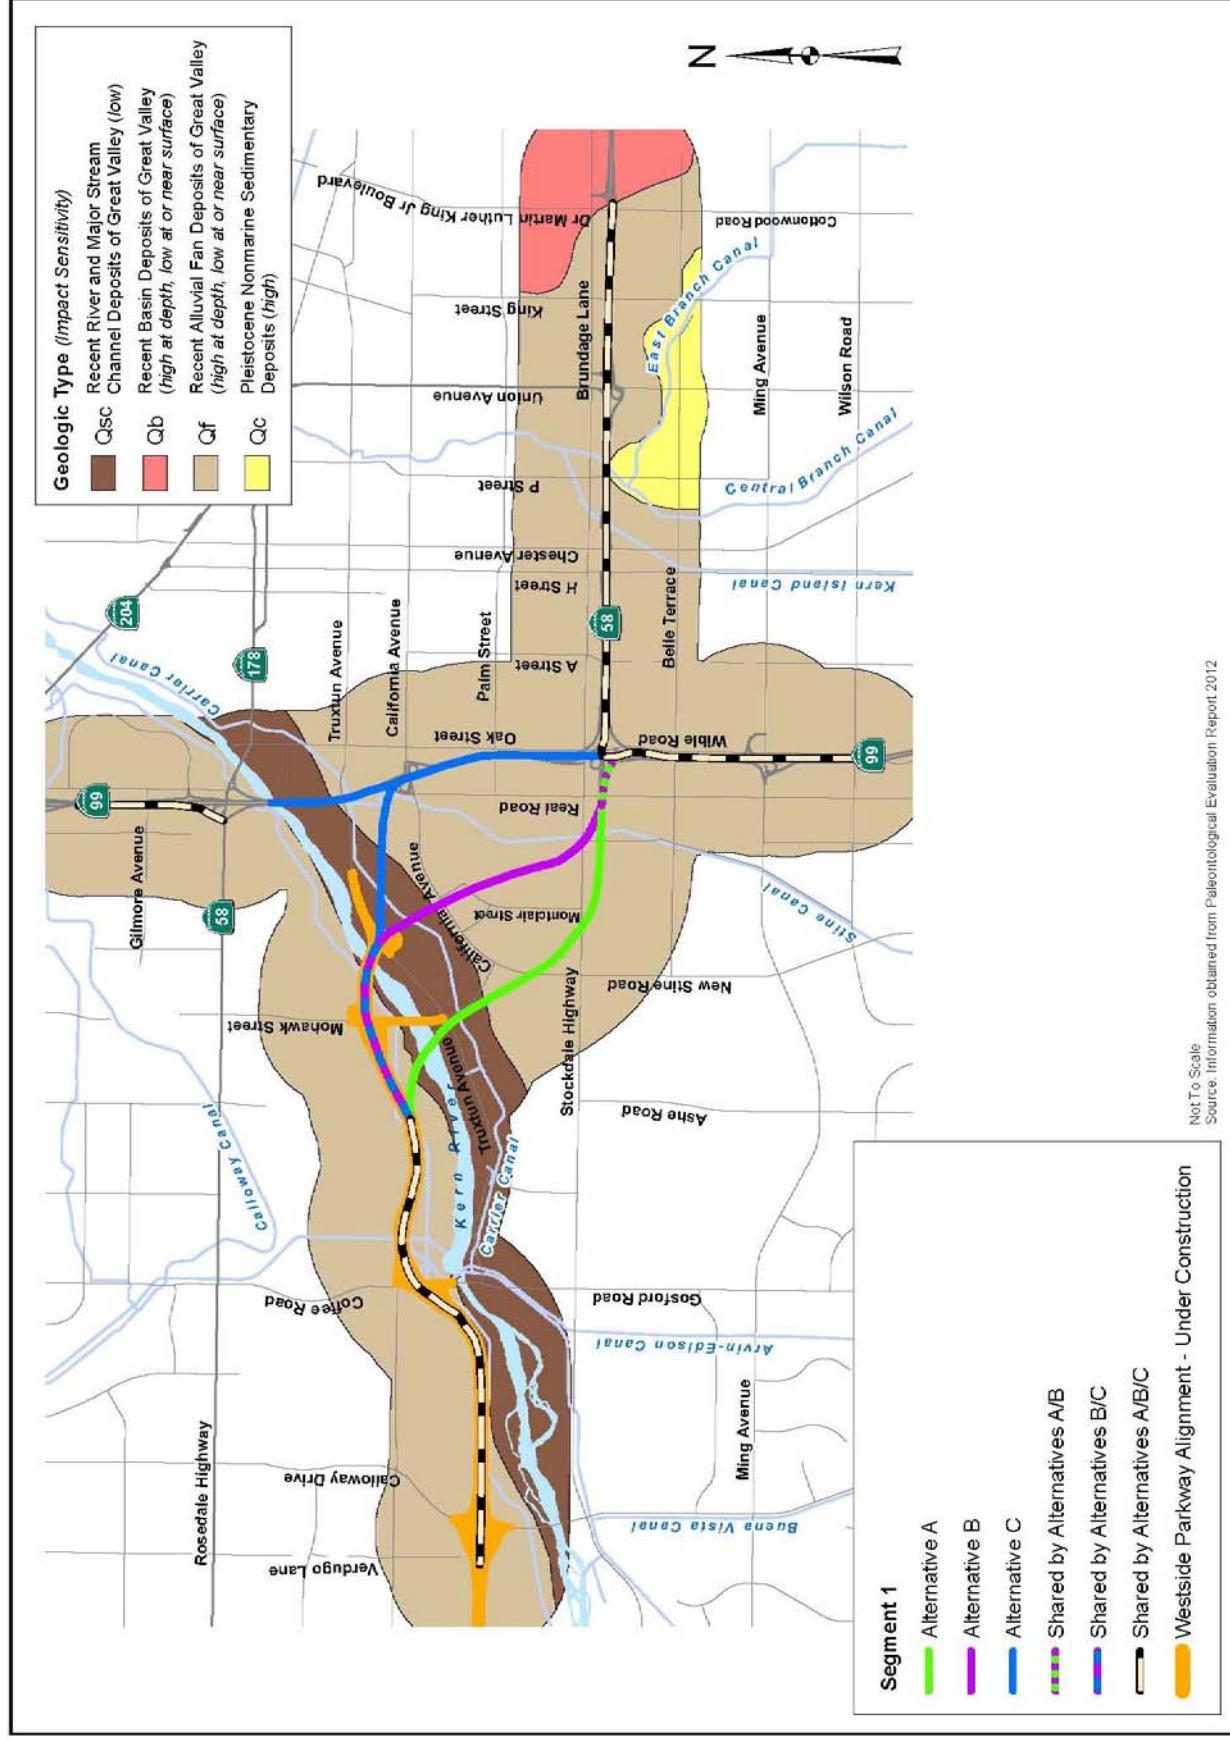 Geologic Type (Impact Sensitivity)
Qsc
Recent River and Major Stream
Channel Deposits of Great Valley (low)
Qb
Recent Basin Deposits of Great Valley
(high at depth, low at or near surface)
Qf
Recent Alluvial Fan Deposits of Great Valley
(high at depth, low at or near surface)
Qc
Pleistocene Nonmarine Sedimentary
Deposits (high)
N
204
178
99
58
58
99
Carrier Canal
Gilmore Avenue
Truxtun Avenue
California Avenue
Palm Street
Oak Street
A Street
H Street
Chester Avenue
P Street
Union Avenue
King Street
Dr Martin Luther King Jr Boulevard
Brundage Lane
Belle Terrace
Cottonwood Road
East Branch Canal
Ming Avenue
Wilson Road
Central Branch Canal
Kern Island Canal
Wible Road
Real Road
Montclair Street
California Avenue
Stine Canal
New Stine Road
Stockdale Highway
Ashe Road
Mohawk Street
Truxtun Avenue
Kern River
Carrier Canal
Calloway Canal
Coffee Road
Gosford Road
Arvin-Edison Canal
Rosedale Highway
Calloway Drive
Verdugo Lane
Ming Avenue
Buena Vista Canal
Segment 1
Alternative A
Alternative B
Alternative C
Shared by Alternatives A/B
Shared by Alternatives B/C
Shared by Alternatives A/B/C
Westside Parkway Alignment - Under Construction
Not To Scale
Source: Information obtained from Paleontological Evaluation Report 2012